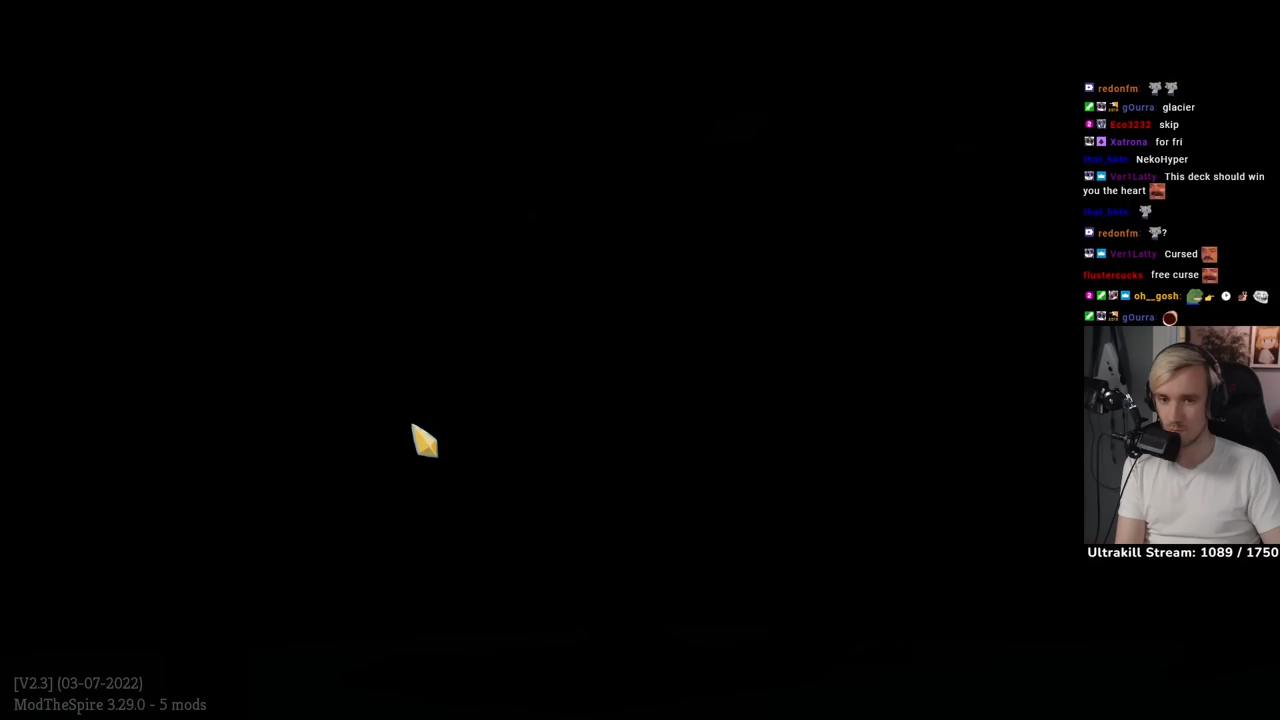 redonfm:
gOurra: glacier
Eco3232 skip
Xatrona: for fri
NekoHyper
Ver1Latty: This deck should win
you the heart
redonfm: ?
Ver1Latty: Cursed
flustercucks: free curse
oh__gosh:
gOurra:
Ultrakill Stream: 1089 / 1750
[V2.3] (03-07-2022)
ModTheSpire 3.29.0 - 5 mods